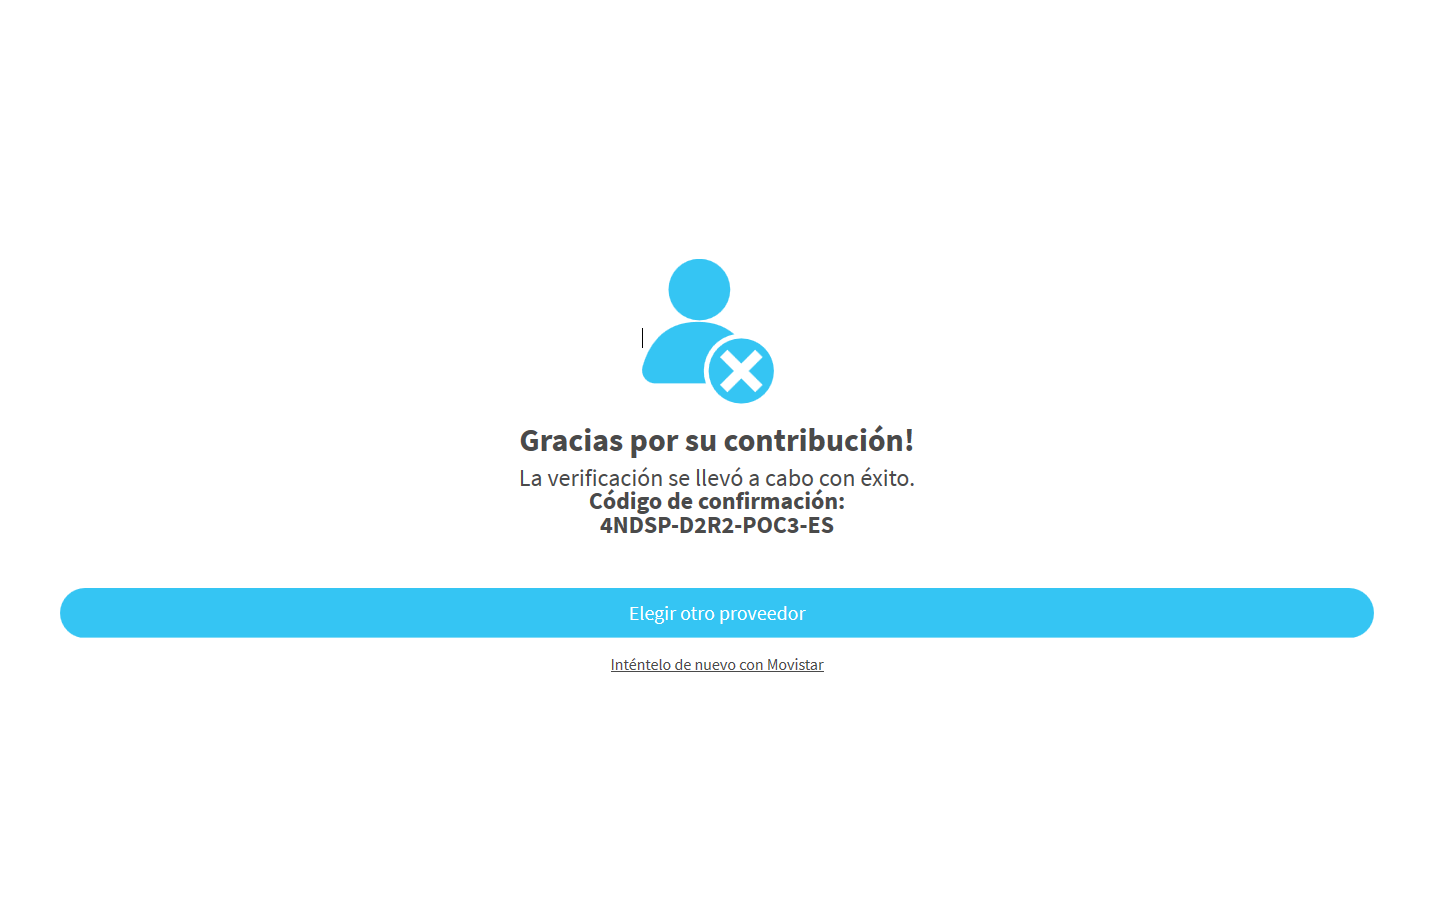 Gracias por su contribución!
La verificación se llevó a cabo con éxito.
Código de confirmación:
4NDSP-D2R2-POC3-ES
Elegir otro proveedor
Inténtelo de nuevo con Movistar